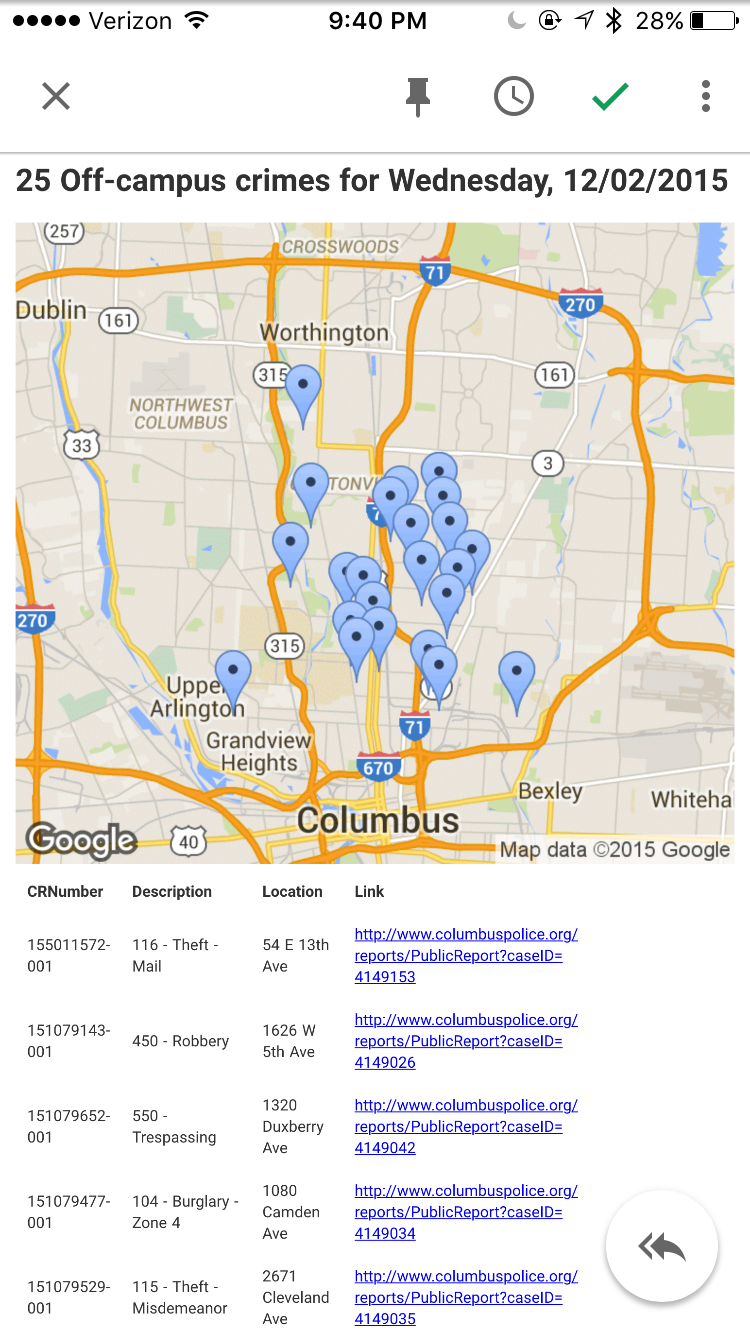 Verizon 9:40 PM 28%
25 Off-campus crimes for Wednesday, 12/02/2015
257
CROSSWOODS
71
270
Dublin
161
Worthington
315
161
NORTHWEST
COLUMBUS
33
3
TONV
270
315
Upper
Arlington
71
Grandview
Heights
670
Bexley
Whiteha
Columbus
Google
40
Map data ©2015 Google
CRNumber Description Location Link
155011572-
001
116 - Theft -
Mail
54 E 13th
Ave
http://www.columbuspolice.org/
reports/PublicReport?caseID=
4149153
151079143-
001
450 - Robbery
1626 W
5th Ave
http://www.columbuspolice.org/
reports/PublicReport?caseID=
4149026
151079652-
001
550 -
Trespassing
1320
Duxberry
Ave
http://www.columbuspolice.org/
reports/PublicReport?caseID=
4149042
151079477-
001
104 - Burglary -
Zone 4
1080
Camden
Ave
http://www.columbuspolice.org/
reports/PublicReport?caseID=
4149034
151079529-
001
115 - Theft -
Misdemeanor
2671
Cleveland
Ave
http://www.columbuspolice.org/
reports/PublicReport?caseID=
4149035